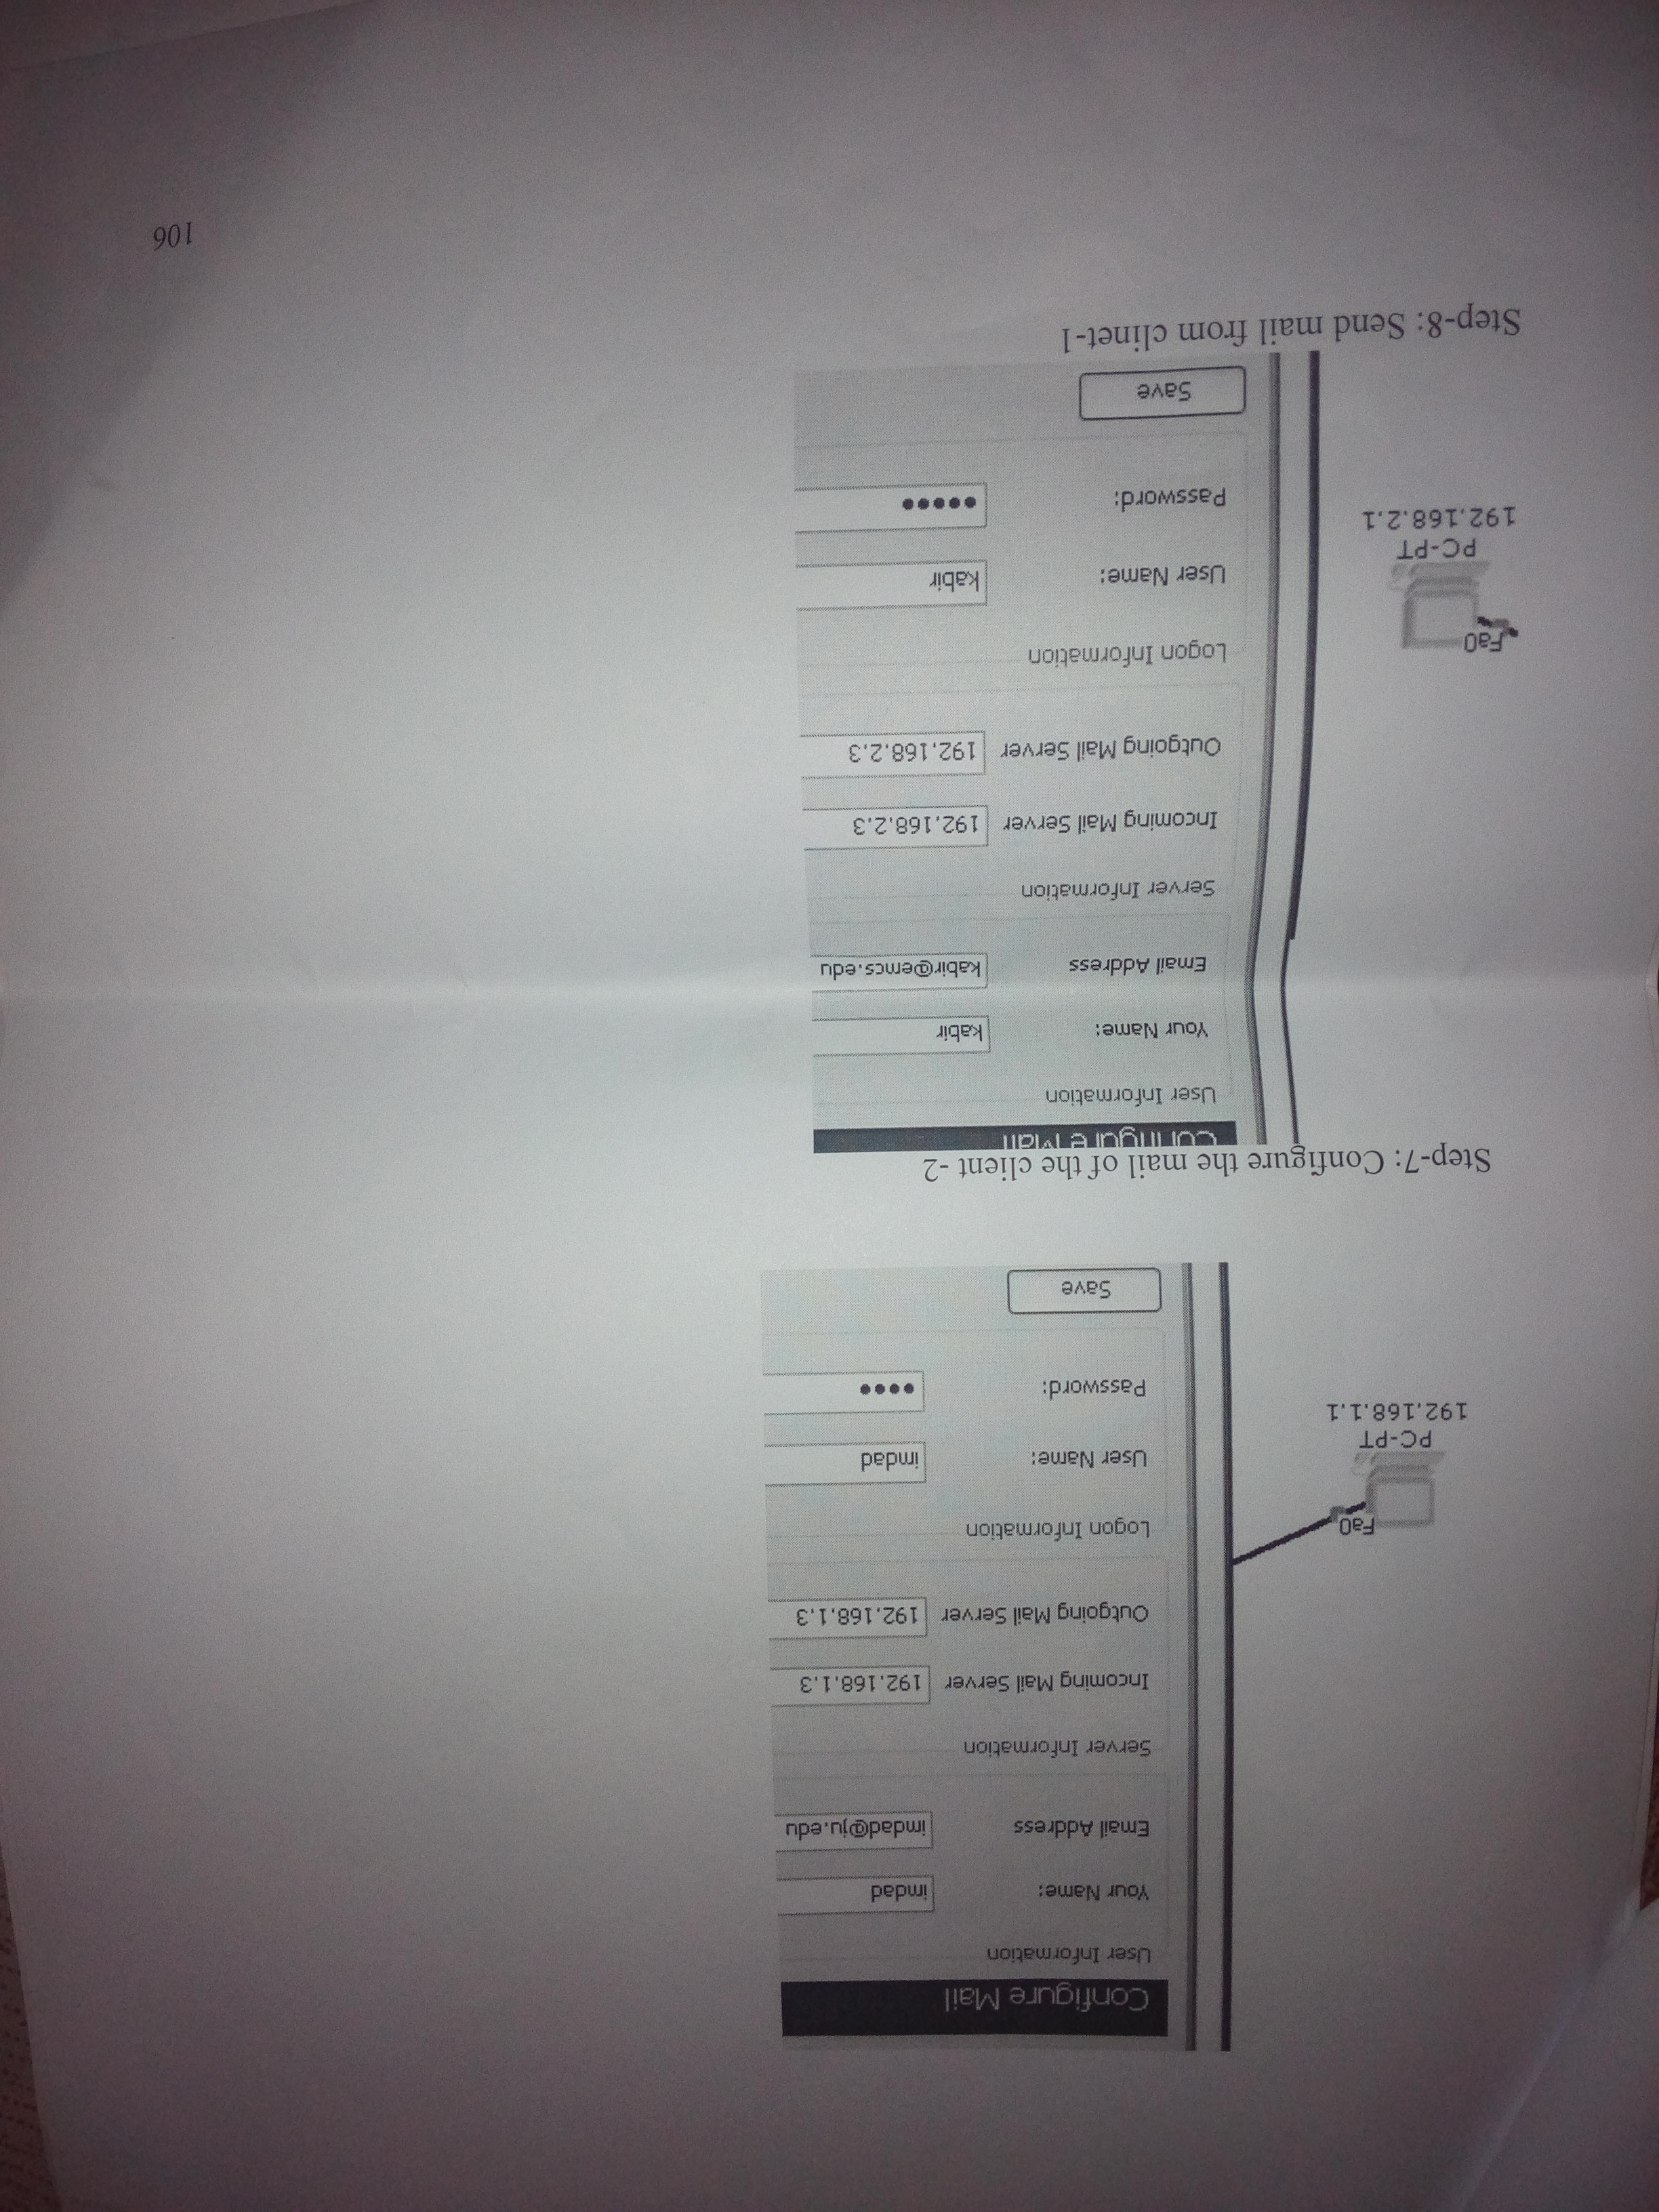 Configure Mail
User Information
Your Name: imdad
Email Address imdad@ju.edu
Server Information
Incoming Mail Server 192.168.1.3
Outgoing Mail Server 192.168.1.3
Logon Information
User Name: imdad
Password: ••••
Save
Fa0
PC-PT
192.168.1.1
Step-7: Configure the mail of the client -2
Configure Mail
User Information
Your Name: kabir
Email Address kabir@emcs.edu
Server Information
Incoming Mail Server 192.168.2.3
Outgoing Mail Server 192.168.2.3
Logon Information
User Name: kabir
Password: •••••
Save
Fa0
PC-PT
192.168.2.1
Step-8: Send mail from clinet-1
106